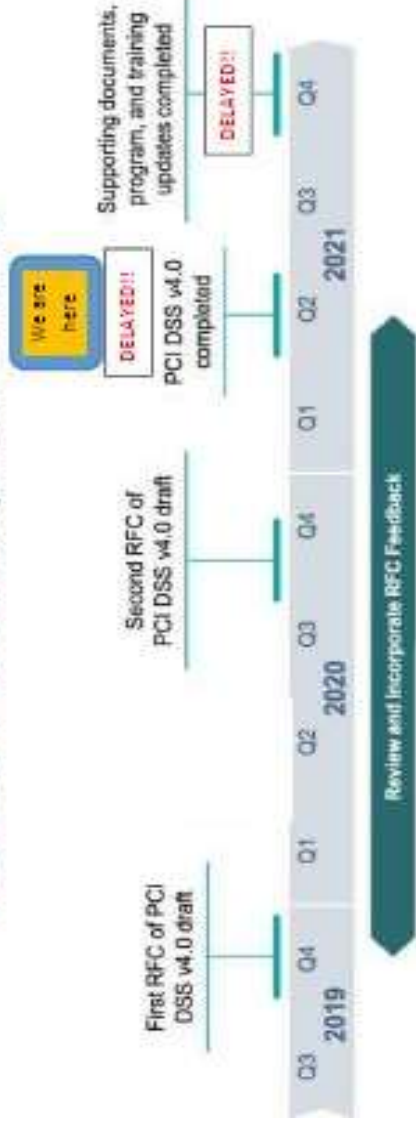 First RFC of PCI
DSS v4.0 draft
Second RFC of
PCI DSS v4.0 draft
We are
here
DELAYED!!
PCI DSS v4.0
completed
Supporting documents,
program, and training
updates completed
DELAYED!!
Q3
Q4
Q1
Q2
Q3
Q4
Q1
Q2
Q3
Q4
2019
2020
2021
Review and Incorporate RFC Feedback